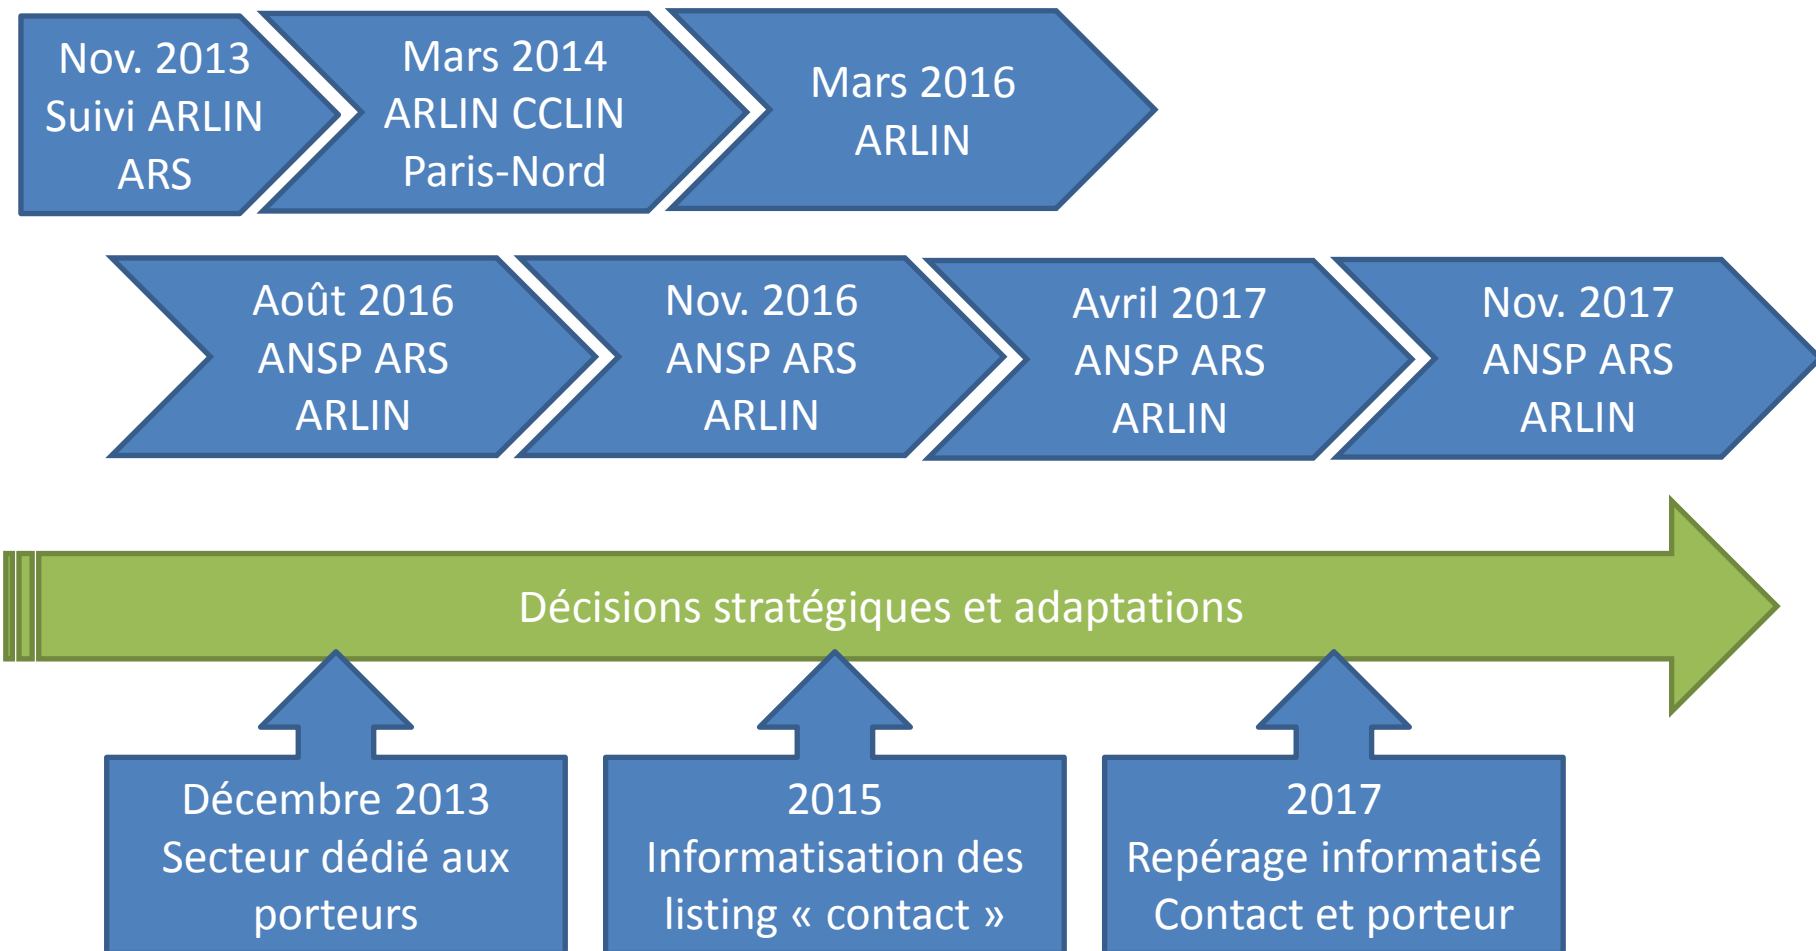 Nov. 2013
Suivi ARLIN
ARS
Mars 2014
ARLIN CCLIN
Paris-Nord
Mars 2016
ARLIN
Août 2016
ANSP ARS
ARLIN
Nov. 2016
ANSP ARS
ARLIN
Avril 2017
ANSP ARS
ARLIN
Nov. 2017
ANSP ARS
ARLIN
Décisions stratégiques et adaptations
Décembre 2013
Secteur dédié aux
porteurs
2015
Informatisation des
listing « contact »
2017
Repérage informatisé
Contact et porteur